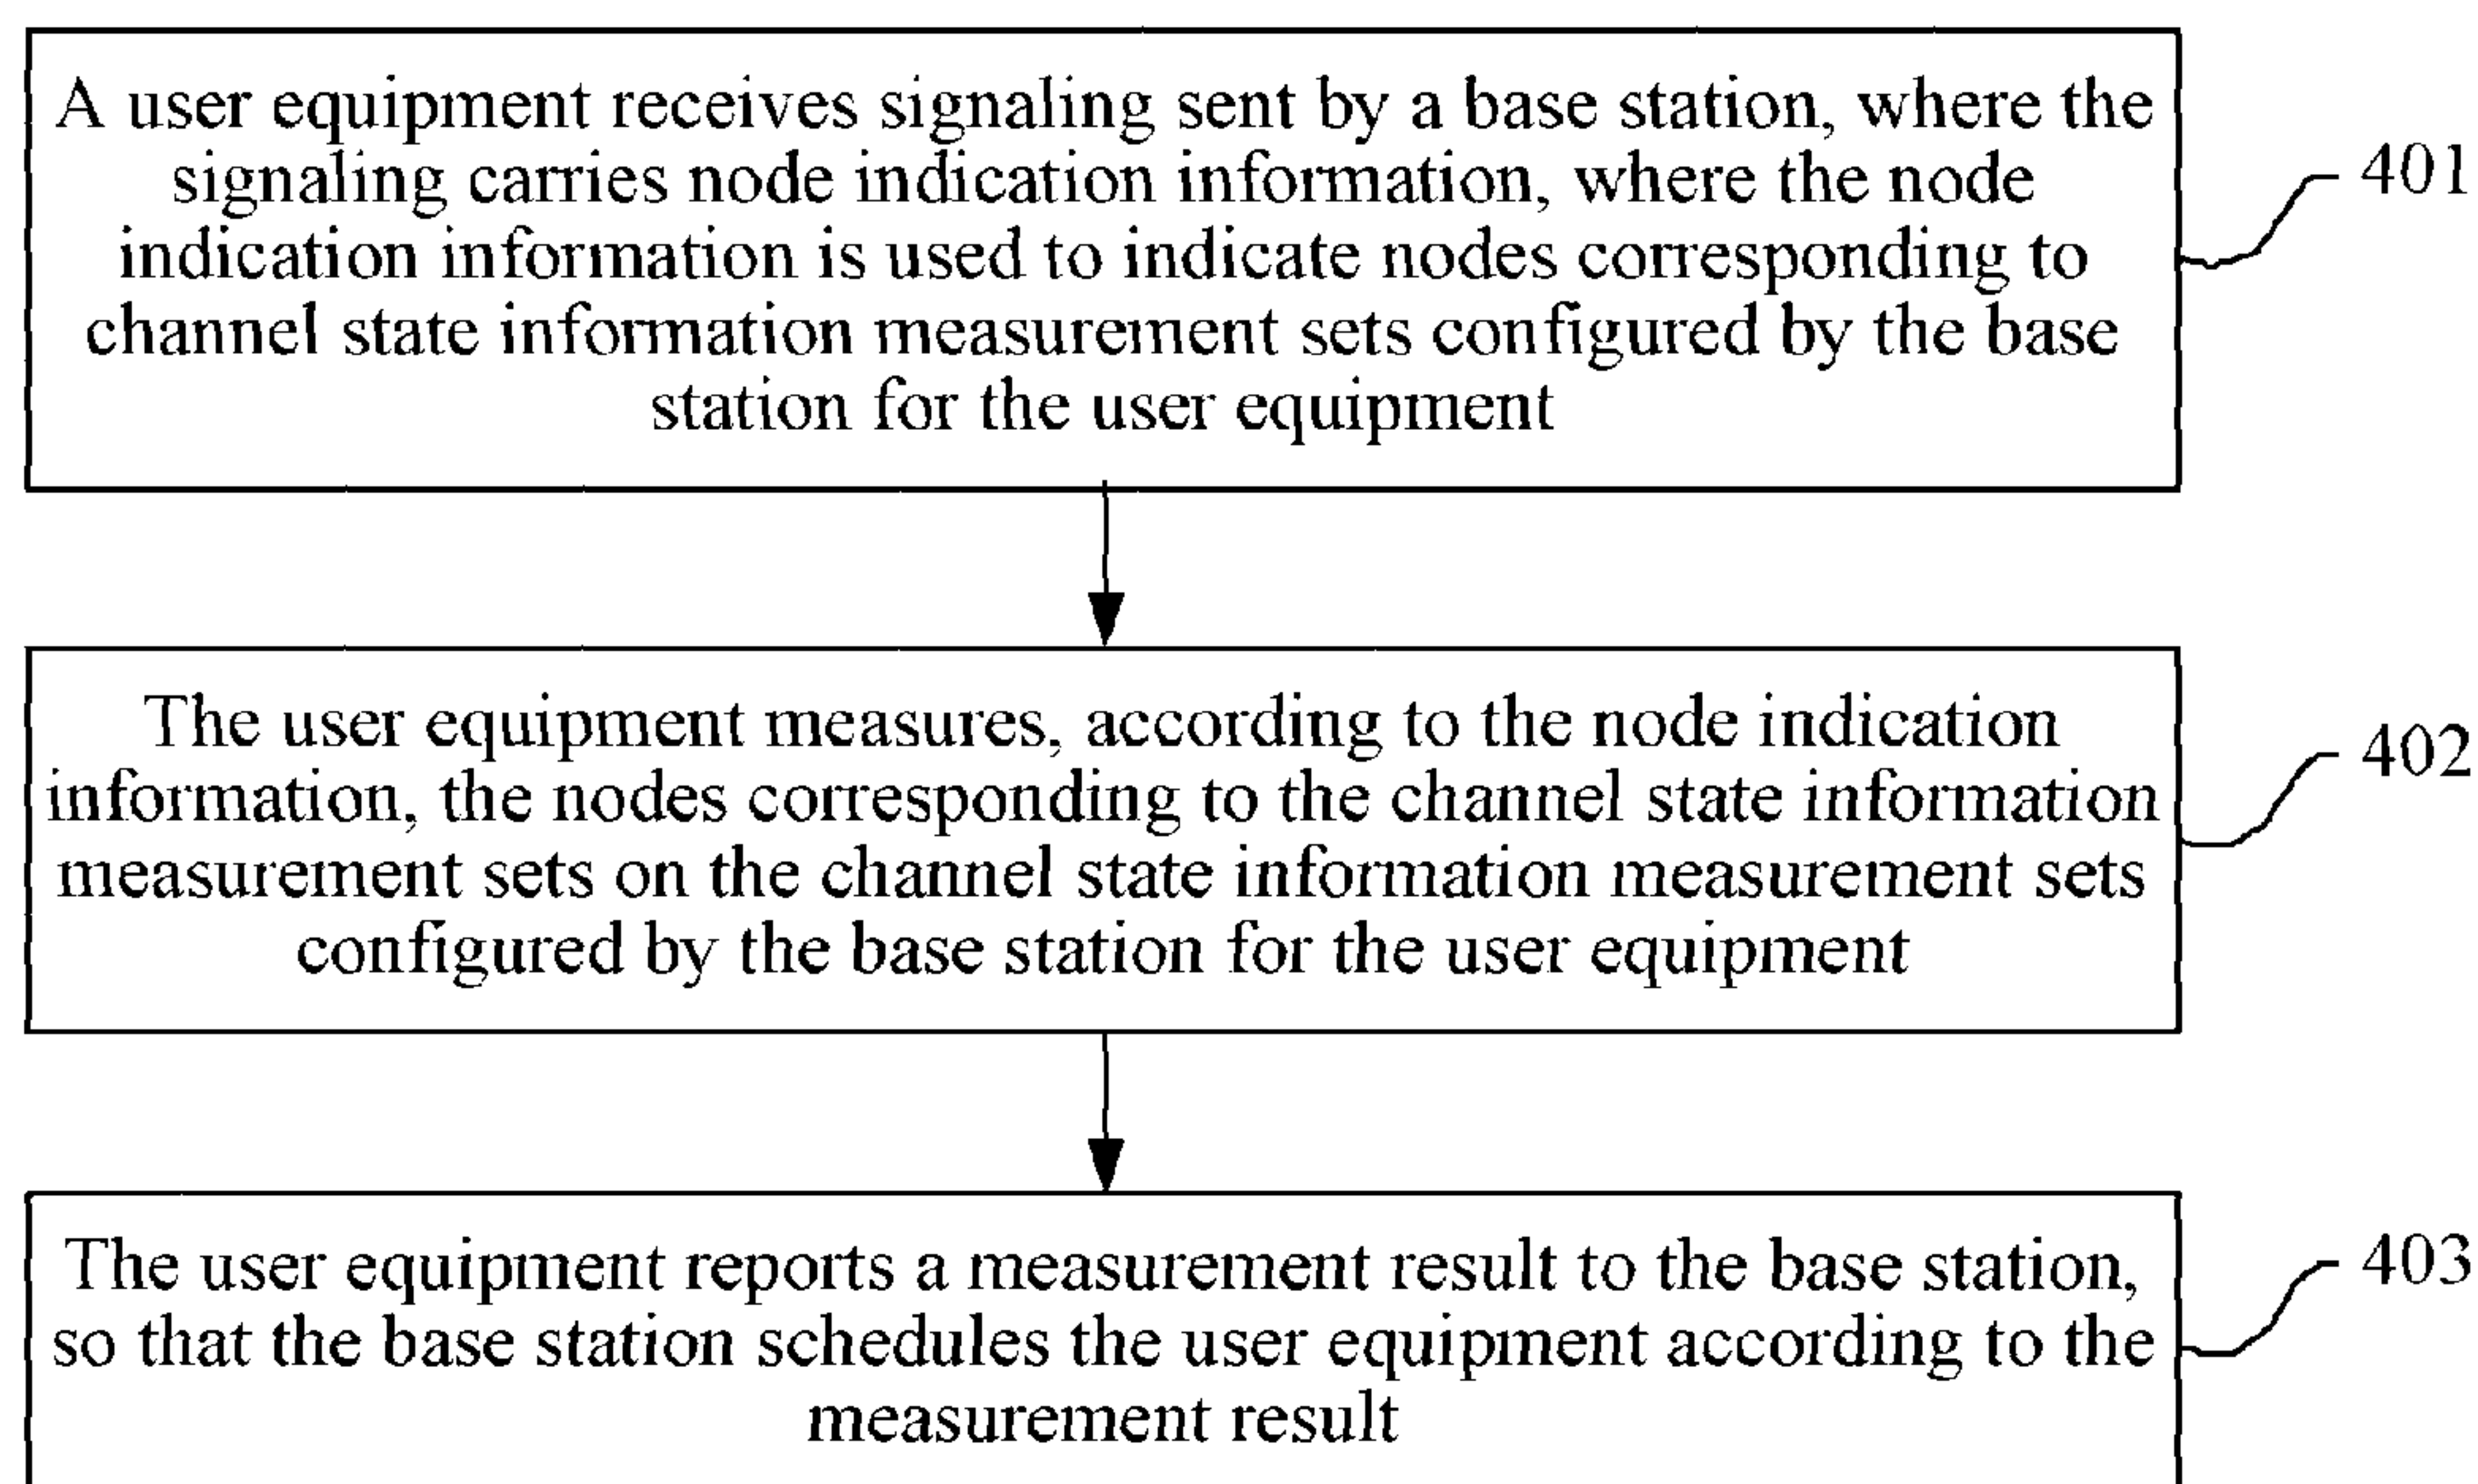 A user equipment receives signaling sent by a base station, where the
signaling carries node indication information, where the node
indication information is used to indicate nodes corresponding to
channel state information measurement sets configured by the base
station for the user equipment
401
The user equipment measures, according to the node indication
information, the nodes corresponding to the channel state information
measurement sets on the channel state information measurement sets
configured by the base station for the user equipment
402
The user equipment reports a measurement result to the base station,
so that the base station schedules the user equipment according to the
measurement result
403